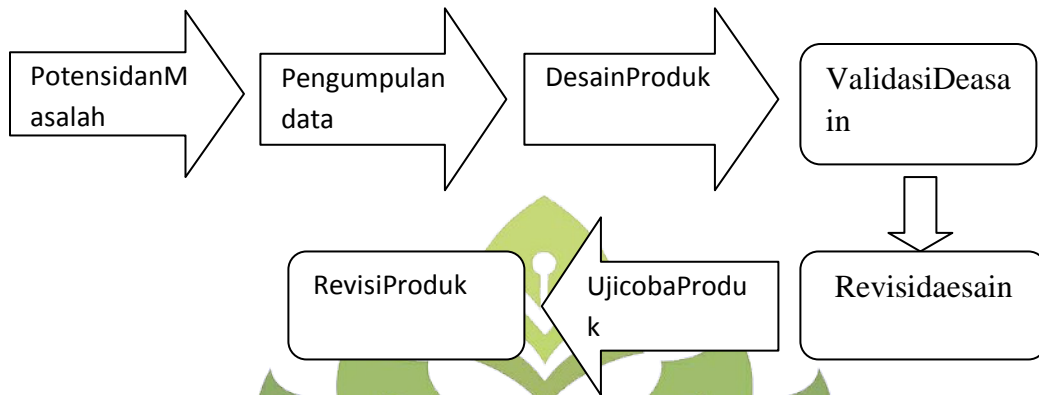 PotensidanM
asalah
Pengumpulan
data
DesainProduk
ValidasiDeasa
in
Revisidaesain
UjicobaProdu
k
RevisiProduk